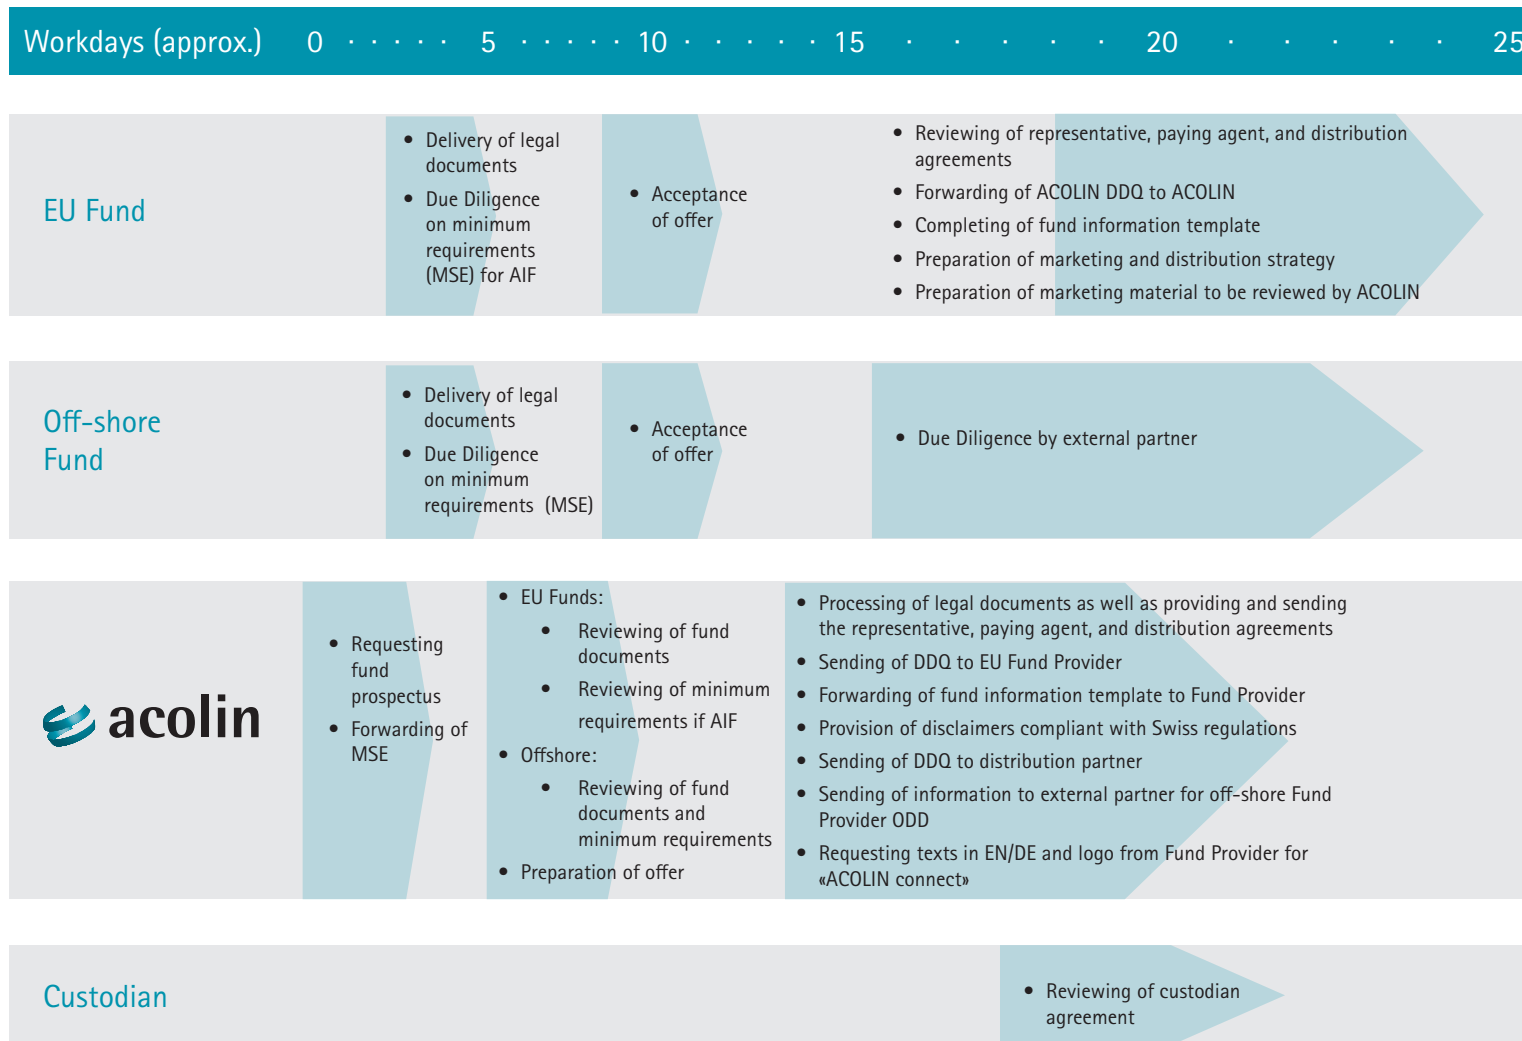 Workdays (approx.) 0 · · · · · 5 · · · · · 10 · · · · · 15 · · · · · 20 · · · · · 25
EU Fund
• Delivery of legal
documents
• Due Diligence
on minimum
requirements
(MSE) for AIF
• Acceptance
of offer
• Reviewing of representative, paying agent, and distribution
agreements
• Forwarding of ACOLIN DDQ to ACOLIN
• Completing of fund information template
• Preparation of marketing and distribution strategy
• Preparation of marketing material to be reviewed by ACOLIN
Off-shore
Fund
• Delivery of legal
documents
• Due Diligence
on minimum
requirements (MSE)
• Acceptance
of offer
• Due Diligence by external partner
acolin
• Requesting
fund
prospectus
• Forwarding of
MSE
• EU Funds:
• Reviewing of fund
documents
• Reviewing of minimum
requirements if AIF
• Offshore:
• Reviewing of fund
documents and
minimum requirements
• Preparation of offer
• Processing of legal documents as well as providing and sending
the representative, paying agent, and distribution agreements
• Sending of DDQ to EU Fund Provider
• Forwarding of fund information template to Fund Provider
• Provision of disclaimers compliant with Swiss regulations
• Sending of DDQ to distribution partner
• Sending of information to external partner for off-shore Fund
Provider ODD
• Requesting texts in EN/DE and logo from Fund Provider for
«ACOLIN connect»
Custodian
• Reviewing of custodian
agreement